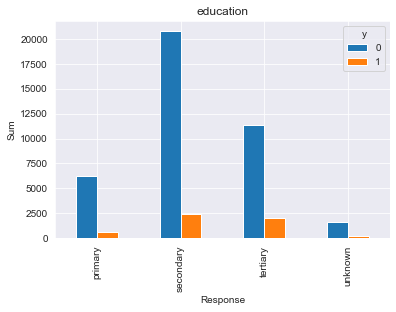 education
y
0
1
Sum
20000
17500
15000
12500
10000
7500
5000
2500
0
primary
secondary
tertiary
unknown
Response